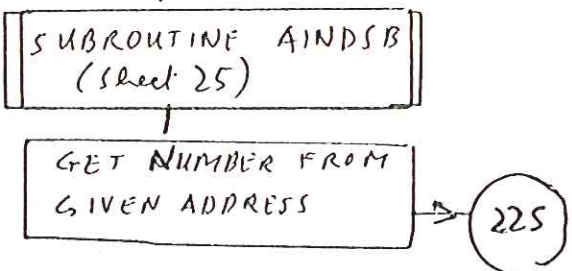 SUBROUTINE AINDSB
(Sheet 25)
GET NUMBER FROM
GIVEN ADDRESS
225